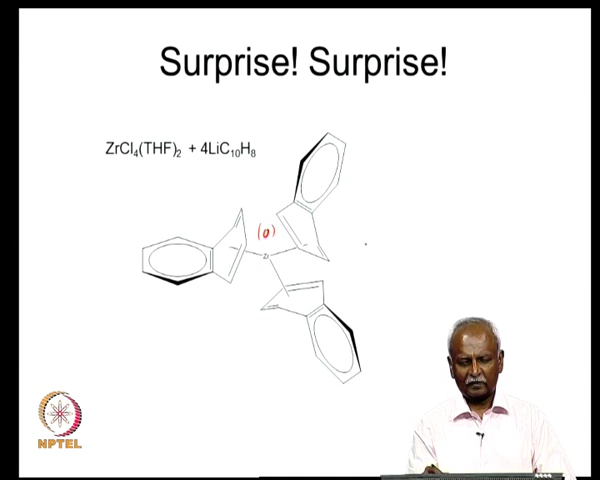 Surprise! Surprise!
ZrCl₄(THF)₂ + 4LiC₁₀H₈
(0)
Zr
NPTEL